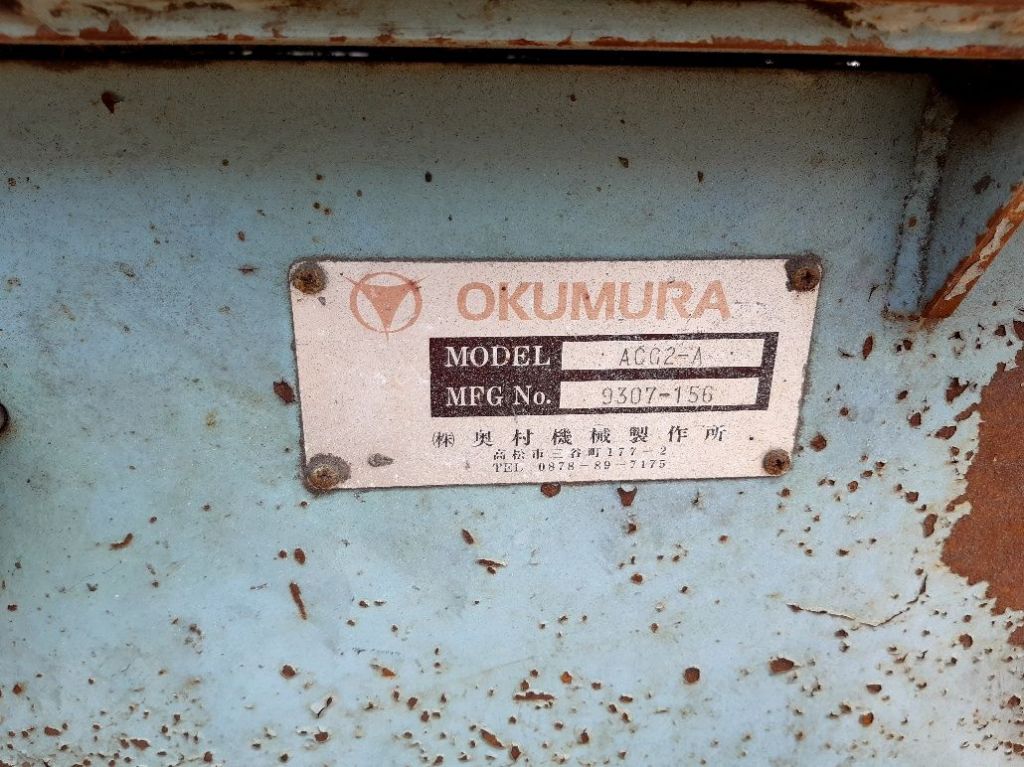 OKUMURA
MODEL ACG2-A
MFG No. 9307-156
㈱ 奥村機械製作所
高松市三谷町177-2
TEL 0878-89-7175